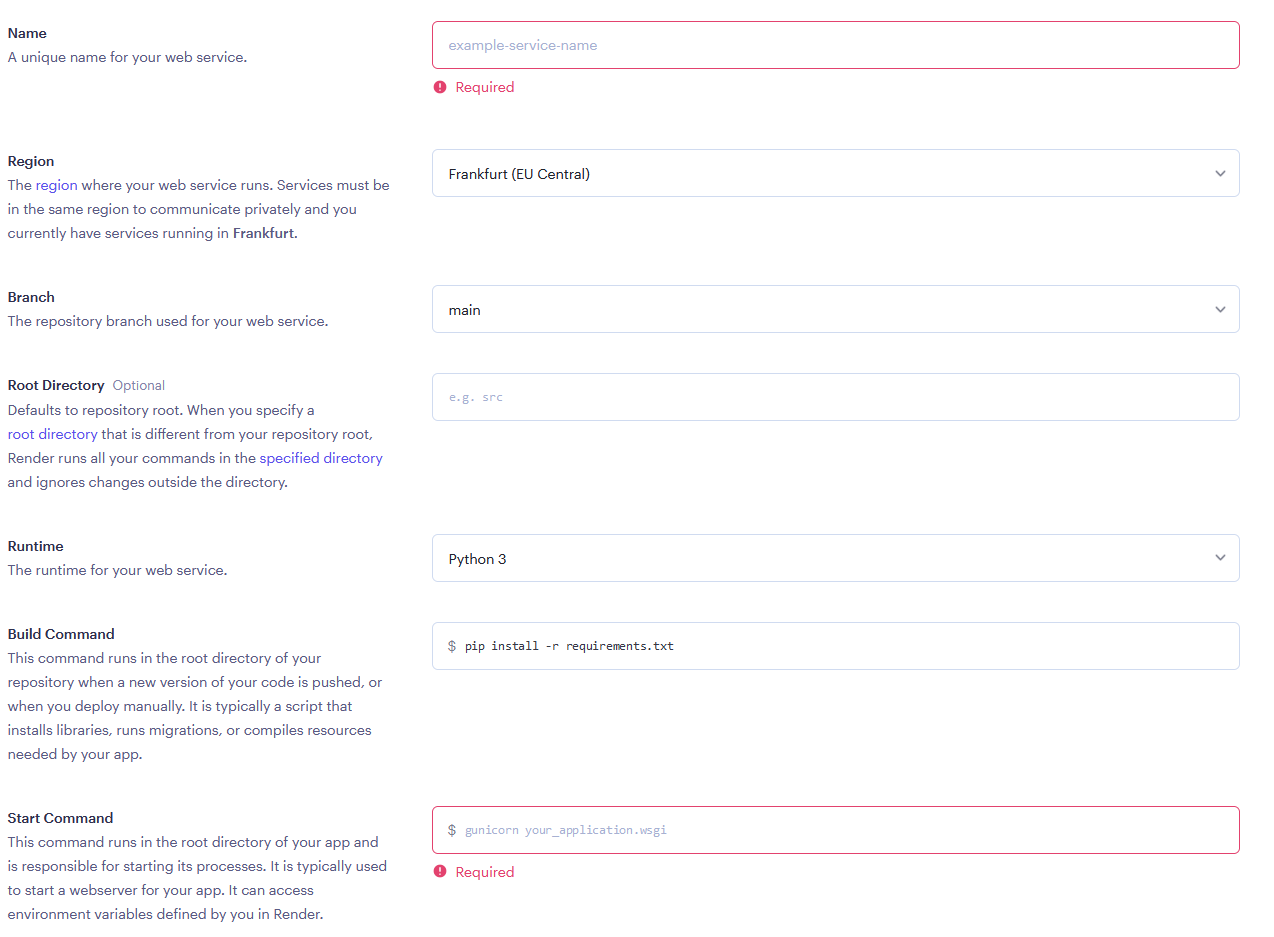 Name
A unique name for your web service.
example-service-name
Required
Region
The region where your web service runs. Services must be
in the same region to communicate privately and you
currently have services running in Frankfurt.
Frankfurt (EU Central)
Branch
The repository branch used for your web service.
main
Root Directory Optional
Defaults to repository root. When you specify a
root directory that is different from your repository root,
Render runs all your commands in the specified directory
and ignores changes outside the directory.
e.g. src
Runtime
The runtime for your web service.
Python 3
Build Command
This command runs in the root directory of your
repository when a new version of your code is pushed, or
when you deploy manually. It is typically a script that
installs libraries, runs migrations, or compiles resources
needed by your app.
$ pip install -r requirements.txt
Start Command
This command runs in the root directory of your app and
is responsible for starting its processes. It is typically used
to start a webserver for your app. It can access
environment variables defined by you in Render.
$ gunicorn your_application.wsgi
Required